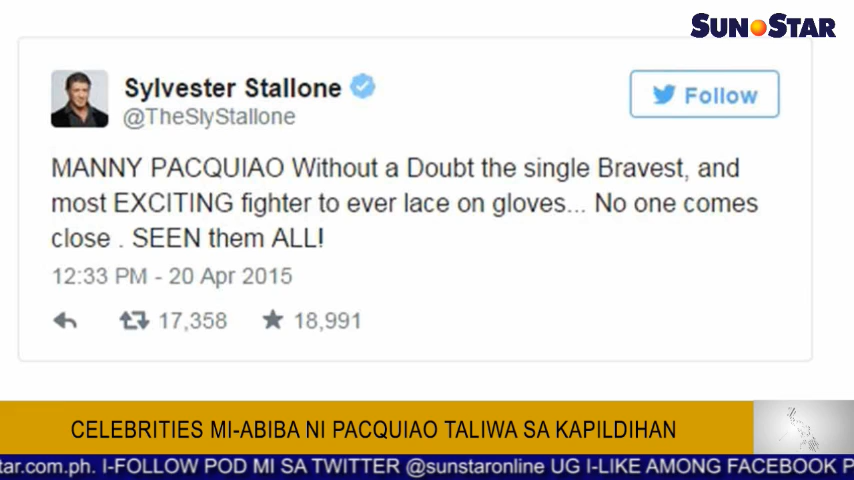 SUN STAR
Sylvester Stallone
@TheSlyStallone
Follow
MANNY PACQUIAO Without a Doubt the single Bravest, and
most EXCITING fighter to ever lace on gloves... No one comes
close . SEEN them ALL!
12:33 PM - 20 Apr 2015
17,358 18,991
CELEBRITIES MI-ABIBA NI PACQUIAO TALIWA SA KAPILDIHAN
tar.com.ph. I-FOLLOW POD MI SA TWITTER @sunstaronline UG I-LIKE AMONG FACEBOOK P